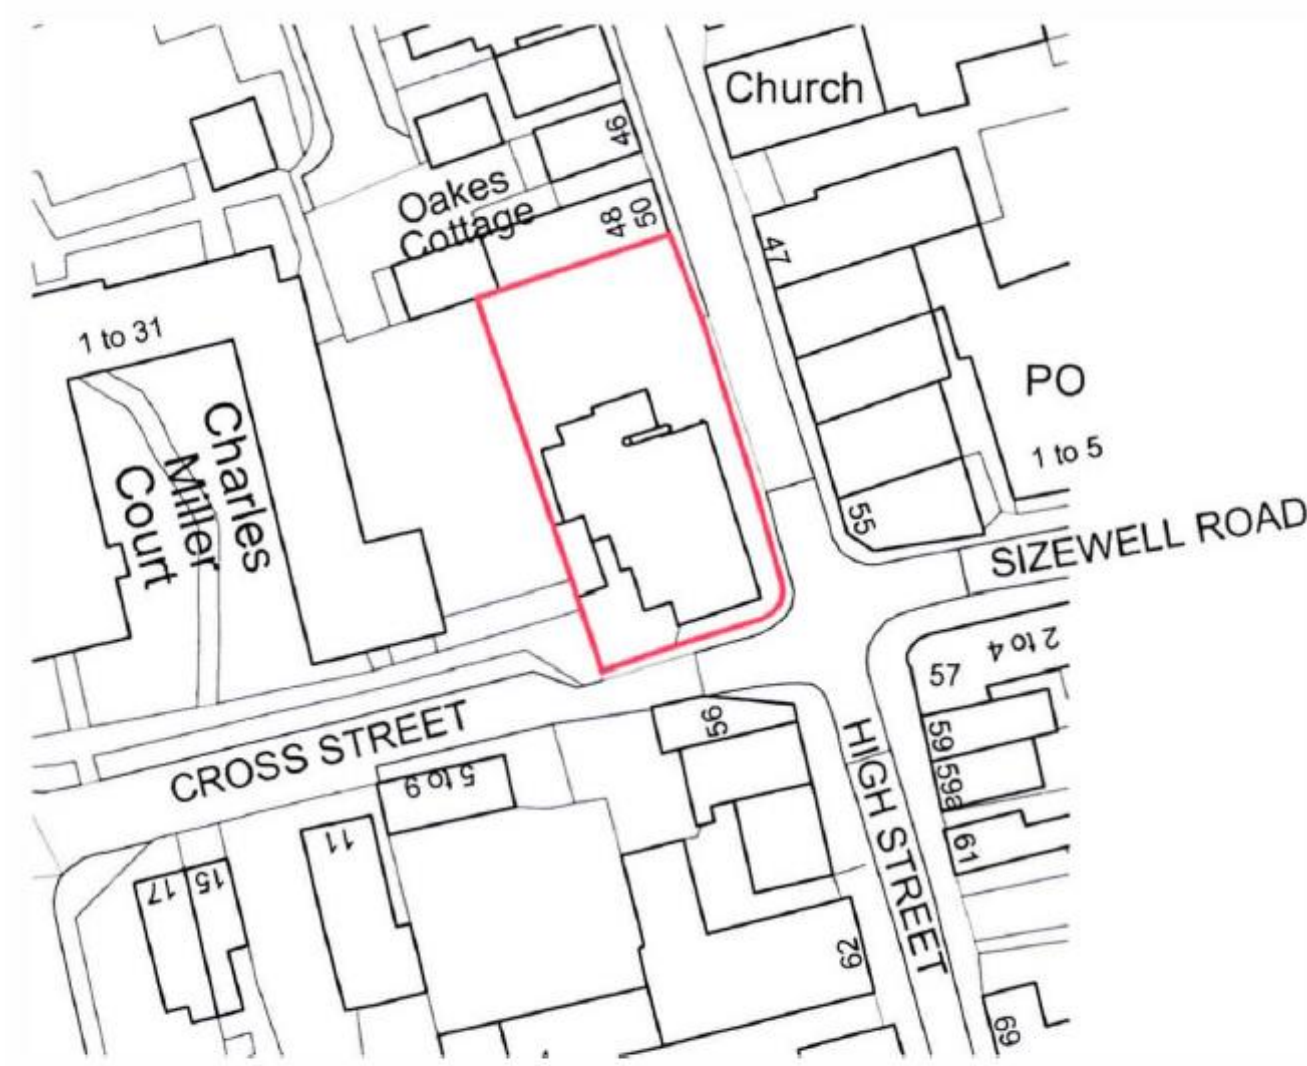 Church
46
Oakes
Cottage
48
50
47
1 to 31
Charles
Miller
Court
PO
1 to 5
55
SIZEWELL ROAD
2 to 4
57
CROSS STREET
56
59
59a
HIGH STREET
5 to 9
11
61
17
15
62
69